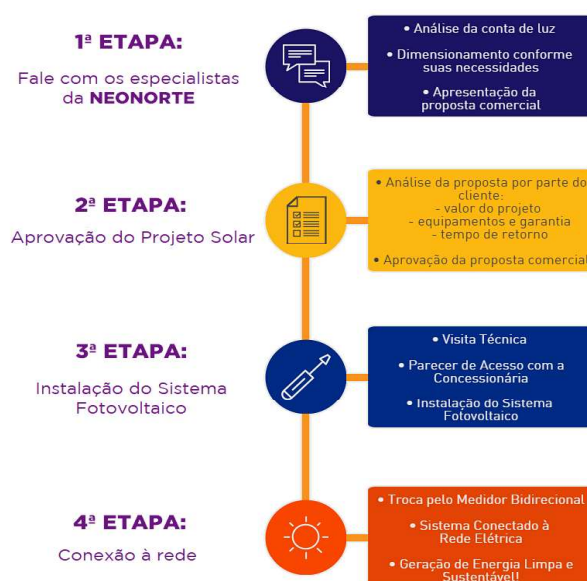 1ª ETAPA:
Fale com os especialistas
da NEONORTE
• Análise da conta de luz
• Dimensionamento conforme
suas necessidades
• Apresentação da
proposta comercial
2ª ETAPA:
Aprovação do Projeto Solar
• Análise da proposta por parte do
cliente:
- valor do projeto
- equipamentos e garantia
- tempo de retorno
• Aprovação da proposta comercial
3ª ETAPA:
Instalação do Sistema
Fotovoltaico
• Visita Técnica
• Parecer de Acesso com a
Concessionária
• Instalação do Sistema
Fotovoltaico
4ª ETAPA:
Conexão à rede
• Troca pelo Medidor Bidirecional
• Sistema Conectado à
Rede Elétrica
• Geração de Energia Limpa e
Sustentável!